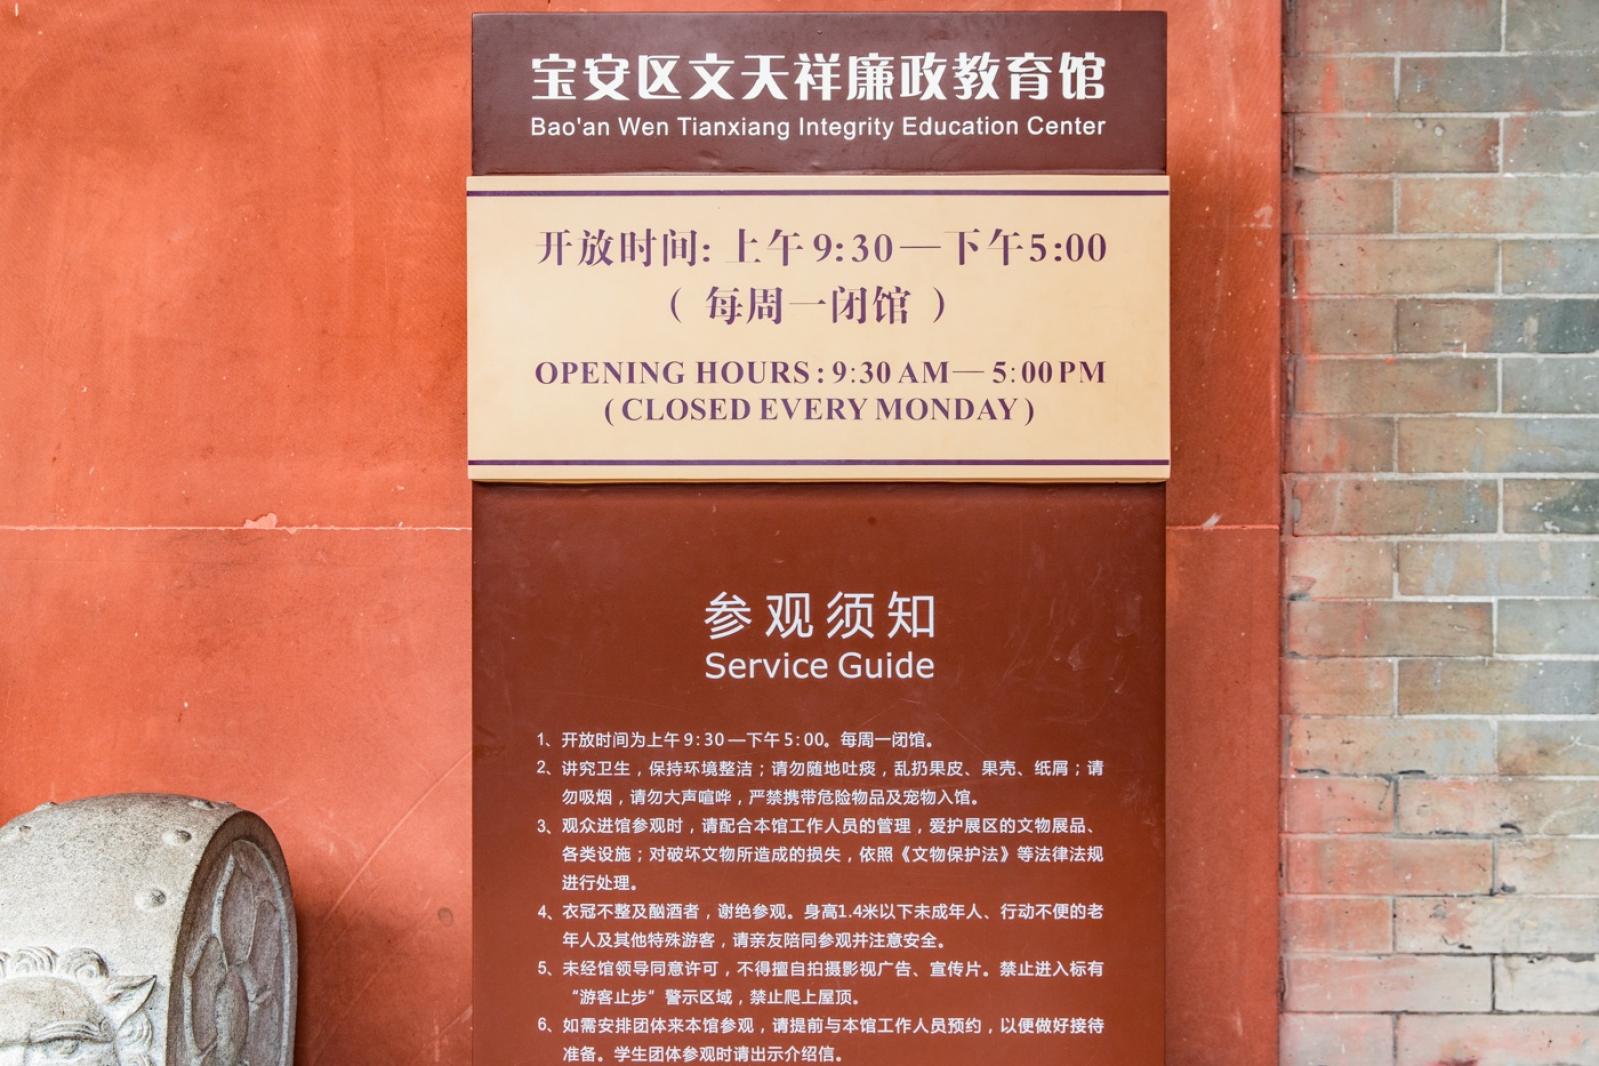 宝安区文天祥廉政教育馆
Bao'an Wen Tianxiang Integrity Education Center
开放时间: 上午9:30—下午5:00
( 每周一闭馆 )
OPENING HOURS: 9:30 AM— 5:00 PM
( CLOSED EVERY MONDAY )
参观须知
Service Guide
1、开放时间为上午9:30—下午5:00。每周一闭馆。
2、讲究卫生，保持环境整洁；请勿随地吐痰，乱扔果皮、果壳、纸屑；请
勿吸烟，请勿大声喧哗，严禁携带危险物品及宠物入馆。
3、观众进馆参观时，请配合本馆工作人员的管理，爱护展区的文物展品、
各类设施；对破坏文物所造成的损失，依照《文物保护法》等法律法规
进行处理。
4、衣冠不整及酗酒者，谢绝参观。身高1.4米以下未成年人、行动不便的老
年人及其他特殊游客，请亲友陪同参观并注意安全。
5、未经馆领导同意许可，不得擅自拍摄影视广告、宣传片。禁止进入标有
“游客止步”警示区域，禁止爬上屋顶。
6、如需安排团体来本馆参观，请提前与本馆工作人员预约，以便做好接待
准备。学生团体参观时请出示介绍信。